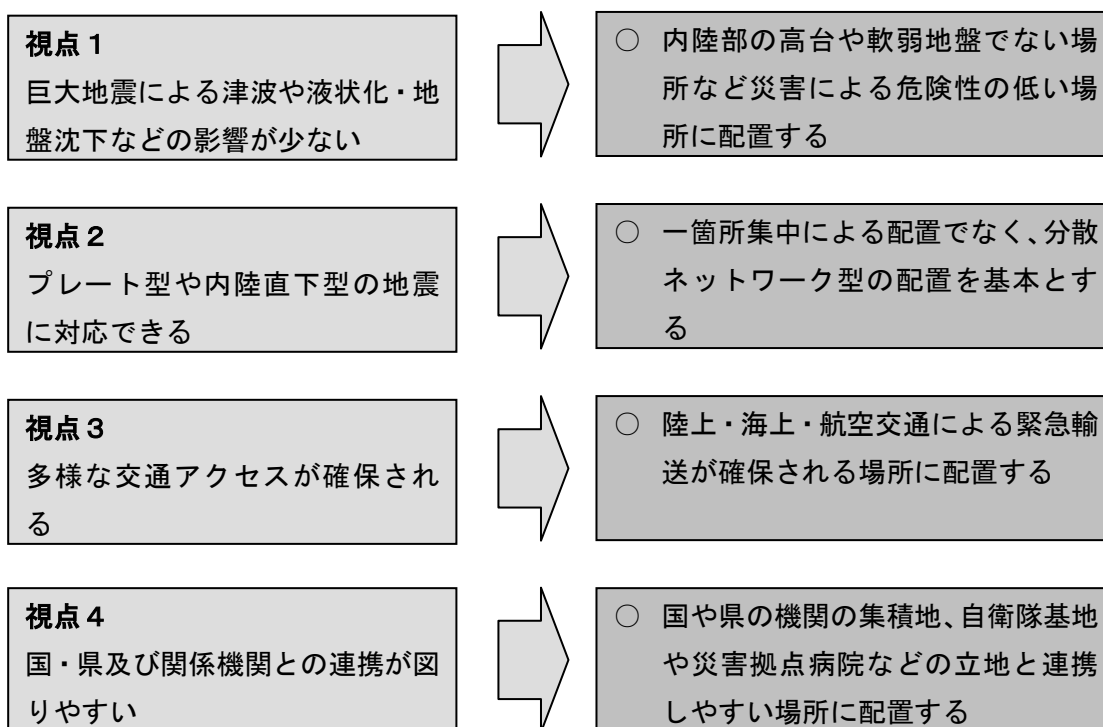 視点１
巨大地震による津波や液状化・地
盤沈下などの影響が少ない
○ 内陸部の高台や軟弱地盤でない場
所など災害による危険性の低い場
所に配置する
視点２
プレート型や内陸直下型の地震
に対応できる
○ 一箇所集中による配置でなく、分散
ネットワーク型の配置を基本とす
る
視点３
多様な交通アクセスが確保され
る
○ 陸上・海上・航空交通による緊急輸
送が確保される場所に配置する
視点４
国・県及び関係機関との連携が図
りやすい
○ 国や県の機関の集積地、自衛隊基地
や災害拠点病院などの立地と連携
しやすい場所に配置する